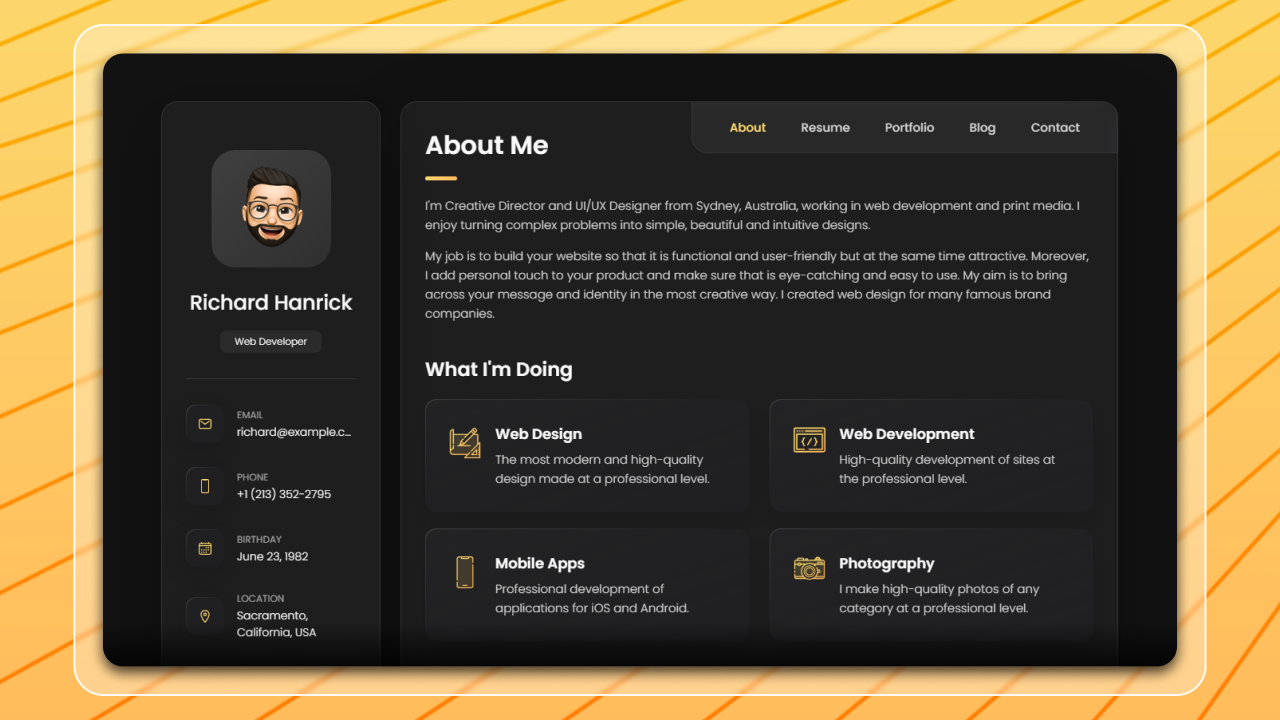 Richard Hanrick
Web Developer
EMAIL
richard@example.c...
PHONE
+1 (213) 352-2795
BIRTHDAY
June 23, 1982
LOCATION
Sacramento,
California, USA
About
Resume
Portfolio
Blog
Contact
About Me
I'm Creative Director and UI/UX Designer from Sydney, Australia, working in web development and print media. I
enjoy turning complex problems into simple, beautiful and intuitive designs.
My job is to build your website so that it is functional and user-friendly but at the same time attractive. Moreover,
I add personal touch to your product and make sure that is eye-catching and easy to use. My aim is to bring
across your message and identity in the most creative way. I created web design for many famous brand
companies.
What I'm Doing
Web Design
The most modern and high-quality
design made at a professional level.
Web Development
High-quality development of sites at
the professional level.
Mobile Apps
Professional development of
applications for iOS and Android.
Photography
I make high-quality photos of any
category at a professional level.